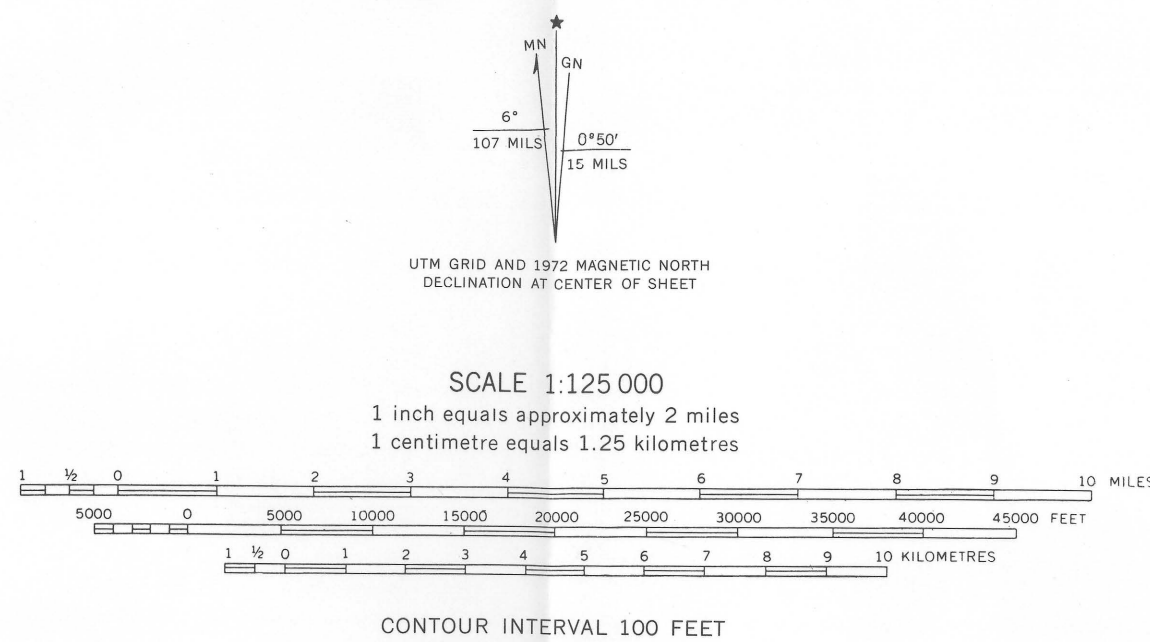 ★
MN
GN
6°
107 MILS
0°50'
15 MILS
UTM GRID AND 1972 MAGNETIC NORTH
DECLINATION AT CENTER OF SHEET
SCALE 1:125 000
1 inch equals approximately 2 miles
1 centimetre equals 1.25 kilometres
1 ½ 0 1 2 3 4 5 6 7 8 9 10 MILES
5000 0 5000 10000 15000 20000 25000 30000 35000 40000 45000 FEET
1 ½ 0 1 2 3 4 5 6 7 8 9 10 KILOMETRES
CONTOUR INTERVAL 100 FEET